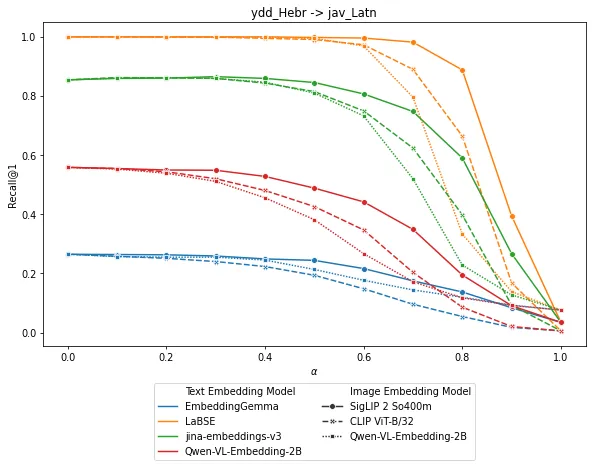 ydd_Hebr -> jav_Latn
Recall@1
1.0
0.8
0.6
0.4
0.2
0.0
0.0 0.2 0.4 0.6 0.8 1.0
α
Text Embedding Model
EmbeddingGemma
LaBSE
jina-embeddings-v3
Qwen-VL-Embedding-2B
Image Embedding Model
SigLIP 2 So400m
CLIP ViT-B/32
Qwen-VL-Embedding-2B